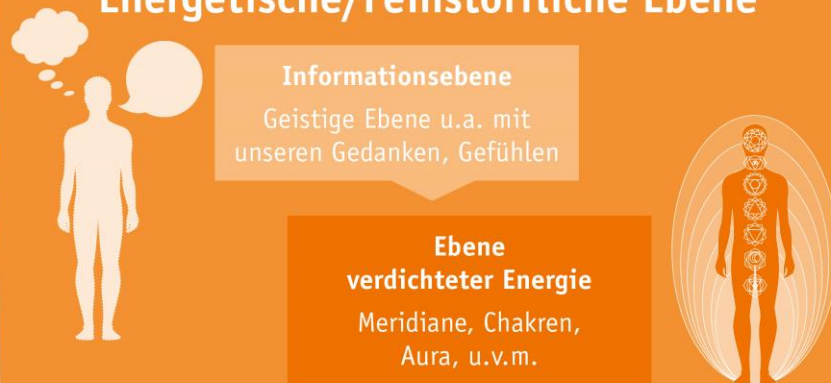 Energetische/feinstoffliche Ebene
Informationsebene
Geistige Ebene u.a. mit
unseren Gedanken, Gefühlen
Ebene
verdichteter Energie
Meridiane, Chakren,
Aura, u.v.m.